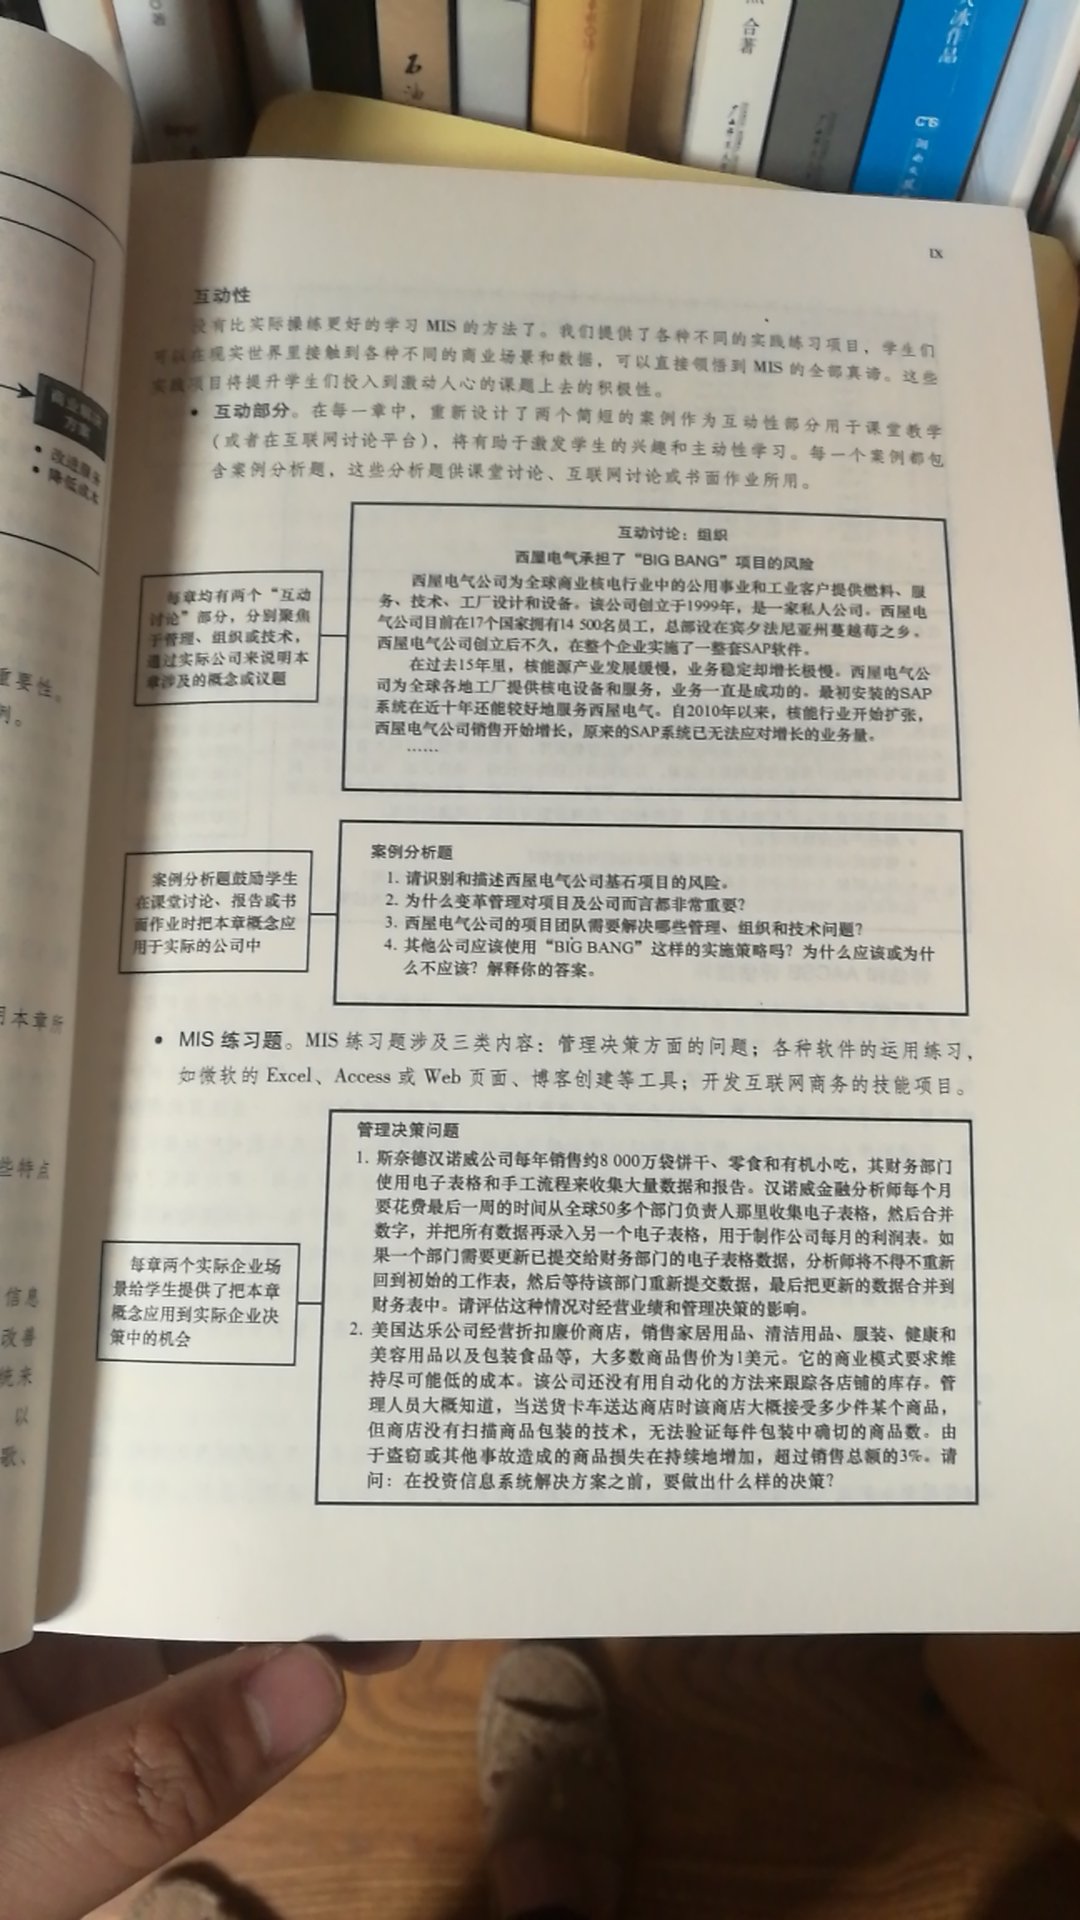 石油
合著
大冰作品
IX
互动性
没有比实际操练更好的学习 MIS 的方法了。我们提供了各种不同的实践练习项目，学生们
可以在现实世界里接触到各种不同的商业场景和数据，可以直接领悟到 MIS 的全部真谛。这些
实践项目将提升学生们投入到激动人心的课题上去的积极性。
• 互动部分。在每一章中，重新设计了两个简短的案例作为互动性部分用于课堂教学
(或者在互联网讨论平台)，将有助于激发学生的兴趣和主动性学习。每一个案例都包
含案例分析题，这些分析题供课堂讨论、互联网讨论或书面作业所用。
每章均有两个“互动
讨论”部分，分别聚焦
于管理、组织或技术，
通过实际公司来说明本
章涉及的概念或议题
互动讨论：组织
西屋电气承担了“BIG BANG”项目的风险
西屋电气公司为全球商业核电行业中的公用事业和工业客户提供燃料、服
务、技术、工厂设计和设备。该公司创立于1999年，是一家私人公司。西屋电
气公司目前在17个国家拥有14 500名员工，总部设在宾夕法尼亚州蔓越莓之乡。
西屋电气公司创立后不久，在整个企业实施了一整套SAP软件。
在过去15年里，核能源产业发展缓慢，业务稳定却增长极慢。西屋电气公
司为全球各地工厂提供核电设备和服务，业务一直是成功的。最初安装的SAP
系统在近十年还能较好地服务西屋电气。自2010年以来，核能行业开始扩张，
西屋电气公司销售开始增长，原来的SAP系统已无法应对增长的业务量。
……
案例分析题鼓励学生
在课堂讨论、报告或书
面作业时把本章概念应
用于实际的公司中
案例分析题
1. 请识别和描述西屋电气公司基石项目的风险。
2. 为什么变革管理对项目及公司而言都非常重要？
3. 西屋电气公司的项目团队需要解决哪些管理、组织和技术问题？
4. 其他公司应该使用“BIG BANG”这样的实施策略吗？为什么应该或为什
么不应该？解释你的答案。
• MIS 练习题。MIS 练习题涉及三类内容：管理决策方面的问题；各种软件的运用练习，
如微软的 Excel、Access 或 Web 页面、博客创建等工具；开发互联网商务的技能项目。
每章两个实际企业场
景给学生提供了把本章
概念应用到实际企业决
策中的机会
管理决策问题
1. 斯奈德汉诺威公司每年销售约8 000万袋饼干、零食和有机小吃，其财务部门
使用电子表格和手工流程来收集大量数据和报告。汉诺威金融分析师每个月
要花费最后一周的时间从全球50多个部门负责人那里收集电子表格，然后合并
数字，并把所有数据再录入另一个电子表格，用于制作公司每月的利润表。如
果一个部门需要更新已提交给财务部门的电子表格数据，分析师将不得不重新
回到初始的工作表，然后等待该部门重新提交数据，最后把更新的数据合并到
财务表中。请评估这种情况对经营业绩和管理决策的影响。
2. 美国达乐公司经营折扣廉价商店，销售家居用品、清洁用品、服装、健康和
美容用品以及包装食品等，大多数商品售价为1美元。它的商业模式要求维
持尽可能低的成本。该公司还没有用自动化的方法来跟踪各店铺的库存。管
理人员大概知道，当送货卡车送达商店时该商店大概接受多少件某个商品，
但商店没有扫描商品包装的技术，无法验证每件包装中确切的商品数。由
于盗窃或其他事故造成的商品损失在持续地增加，超过销售总额的3%。请
问：在投资信息系统解决方案之前，要做出什么样的决策？
方案
• 改进服务
• 降低成本
重要性。
例。
用本章所
些特点
信息
改善
统来
以
歌、